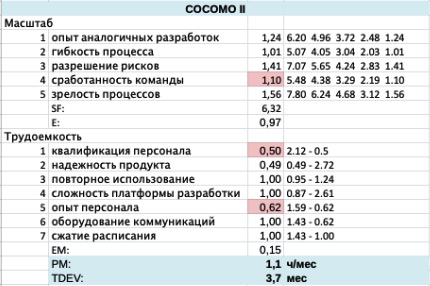 COCOMO II
Масштаб
1 опыт аналогичных разработок 1,24 6.20 4.96 3.72 2.48 1.24
2 гибкость процесса 1,01 5.07 4.05 3.04 2.03 1.01
3 разрешение рисков 1,41 7.07 5.65 4.24 2.83 1.41
4 сработанность команды 1,10 5.48 4.38 3.29 2.19 1.10
5 зрелость процессов 1,56 7.80 6.24 4.68 3.12 1.56
SF: 6,32
E: 0,97
Трудоемкость
1 квалификация персонала 0,50 2.12 - 0.5
2 надежность продукта 0,49 0.49 - 2.72
3 повторное использование 1,00 0.95 - 1.24
4 сложность платформы разработки 1,00 0.87 - 2.61
5 опыт персонала 0,62 1.59 - 0.62
6 оборудование коммуникаций 1,00 1.43 - 0.62
7 сжатие расписания 1,00 1.43 - 1.00
EM: 0,15
PM: 1,1 ч/мес
TDEV: 3,7 мес